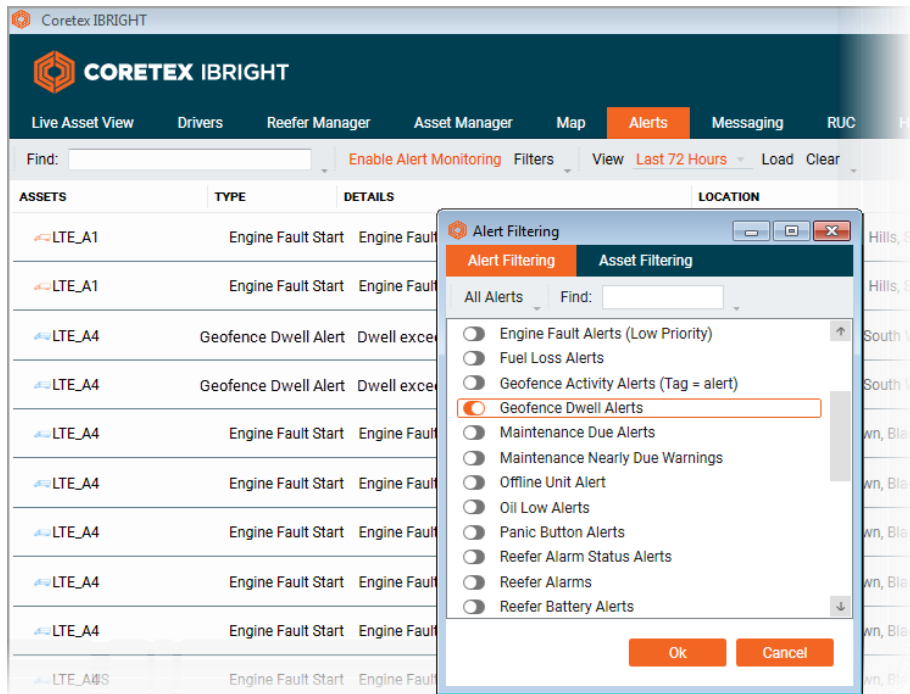 Coretex IBRIGHT
CORETEX IBRIGHT
Live Asset View Drivers Reefer Manager Asset Manager Map Alerts Messaging RUC H
Find: Enable Alert Monitoring Filters View Last 72 Hours Load Clear
ASSETS TYPE DETAILS LOCATION
LTE_A1 Engine Fault Start Engine Fault Hills, S
LTE_A1 Engine Fault Start Engine Fault Hills, S
LTE_A4 Geofence Dwell Alert Dwell excee South W
LTE_A4 Geofence Dwell Alert Dwell excee South W
LTE_A4 Engine Fault Start Engine Fault wn, Bla
LTE_A4 Engine Fault Start Engine Fault wn, Bla
LTE_A4 Engine Fault Start Engine Fault wn, Bla
LTE_A4 Engine Fault Start Engine Fault wn, Bla
LTE_A4 Engine Fault Start Engine Fault wn, Bla
Engine Fault Start Engine Fault wn, Bla
Alert Filtering
Alert Filtering Asset Filtering
All Alerts Find:
Engine Fault Alerts (Low Priority)
Fuel Loss Alerts
Geofence Activity Alerts (Tag = alert)
Geofence Dwell Alerts
Maintenance Due Alerts
Maintenance Nearly Due Warnings
Offline Unit Alert
Oil Low Alerts
Panic Button Alerts
Reefer Alarm Status Alerts
Reefer Alarms
Reefer Battery Alerts
Ok Cancel